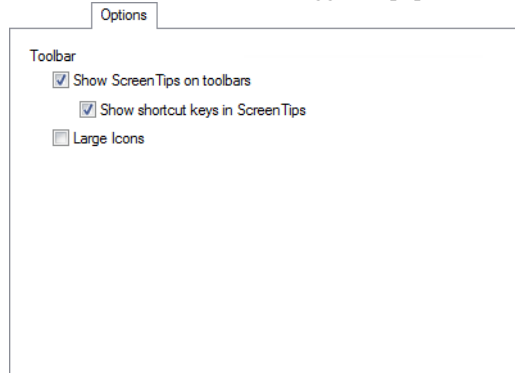 Options
Toolbar
Show ScreenTips on toolbars
Show shortcut keys in ScreenTips
Large Icons